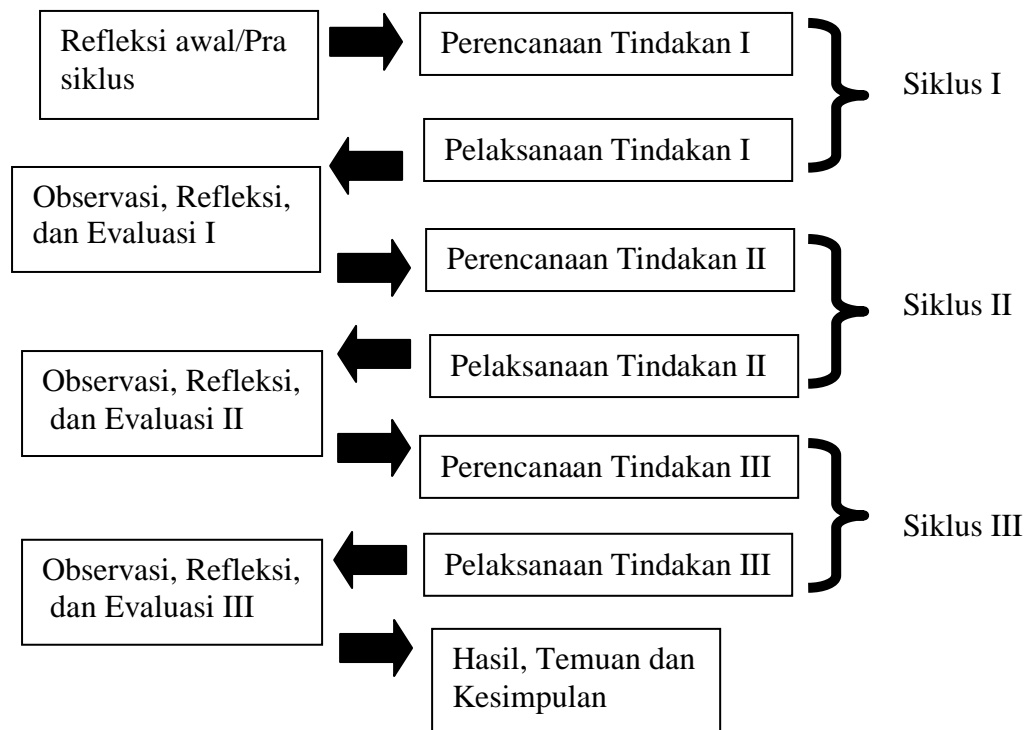 Refleksi awal/Pra
siklus
Perencanaan Tindakan I
Siklus I
Pelaksanaan Tindakan I
Observasi, Refleksi,
dan Evaluasi I
Perencanaan Tindakan II
Siklus II
Pelaksanaan Tindakan II
Observasi, Refleksi,
dan Evaluasi II
Perencanaan Tindakan III
Siklus III
Pelaksanaan Tindakan III
Observasi, Refleksi,
dan Evaluasi III
Hasil, Temuan dan
Kesimpulan